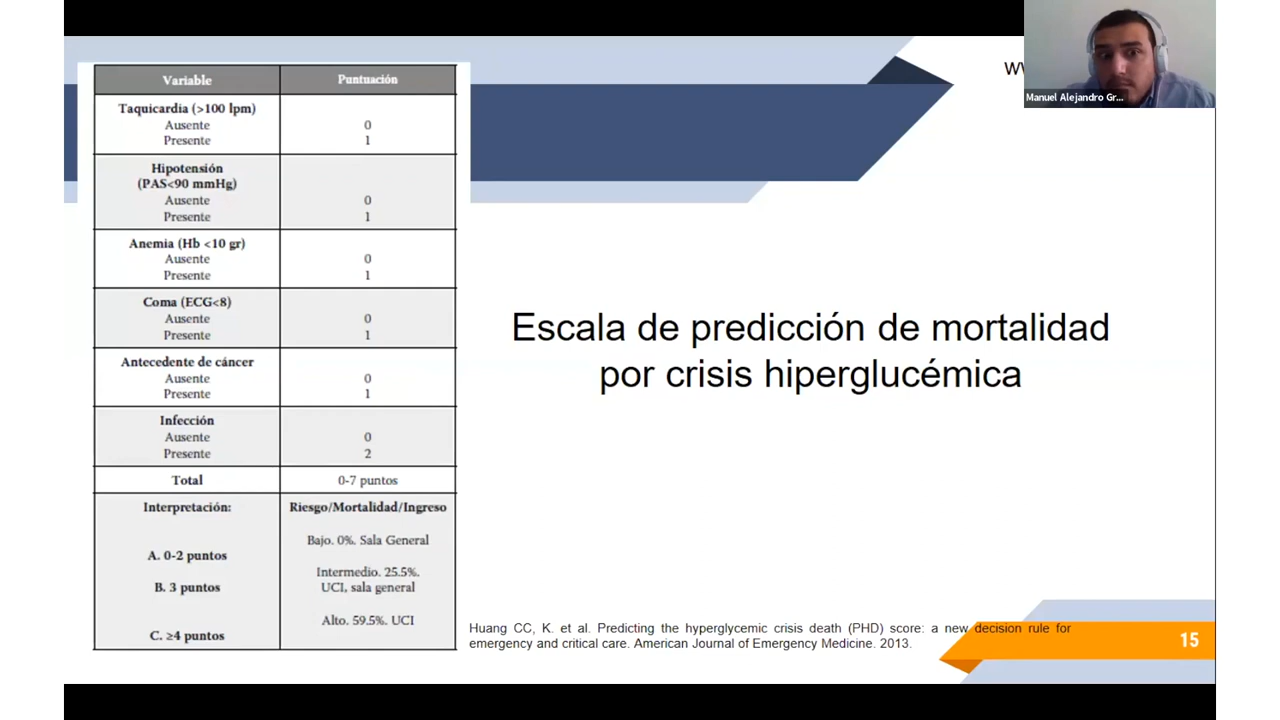 Variable Puntuación
Taquicardia (>100 lpm)
Ausente 0
Presente 1
Hipotensión
(PAS<90 mmHg)
Ausente 0
Presente 1
Anemia (Hb <10 gr)
Ausente 0
Presente 1
Coma (ECG<8)
Ausente 0
Presente 1
Antecedente de cáncer
Ausente 0
Presente 1
Infección
Ausente 0
Presente 2
Total 0-7 puntos
Interpretación: Riesgo/Mortalidad/Ingreso
Bajo. 0%. Sala General
A. 0-2 puntos
Intermedio. 25.5%.
B. 3 puntos UCI, sala general
Alto. 59.5%. UCI
C. ≥4 puntos
Manuel Alejandro Gr...
Escala de predicción de mortalidad
por crisis hiperglucémica
Huang CC, K. et al. Predicting the hyperglycemic crisis death (PHD) score: a new decision rule for
emergency and critical care. American Journal of Emergency Medicine. 2013.
15